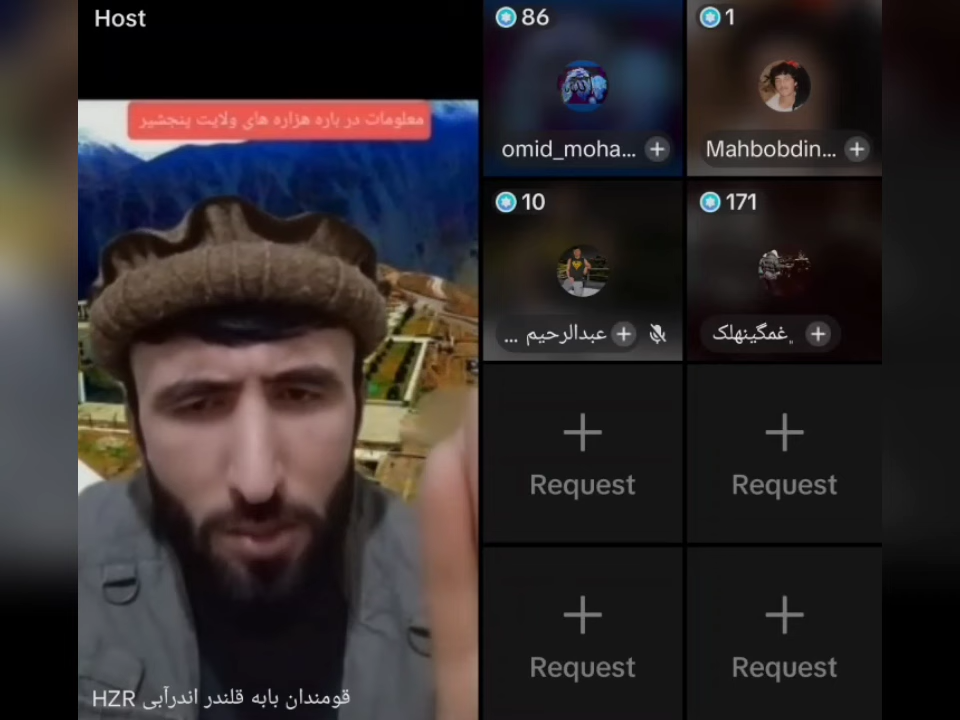 Host
معلومات در باره هزاره های ولایت پنجشیر
قومندان بابه قلندر اندرآبی HZR
86
omid_moha...
1
Mahbobdin...
10
عبدالرحیم ...
171
غمگینهلک
Request
Request
Request
Request